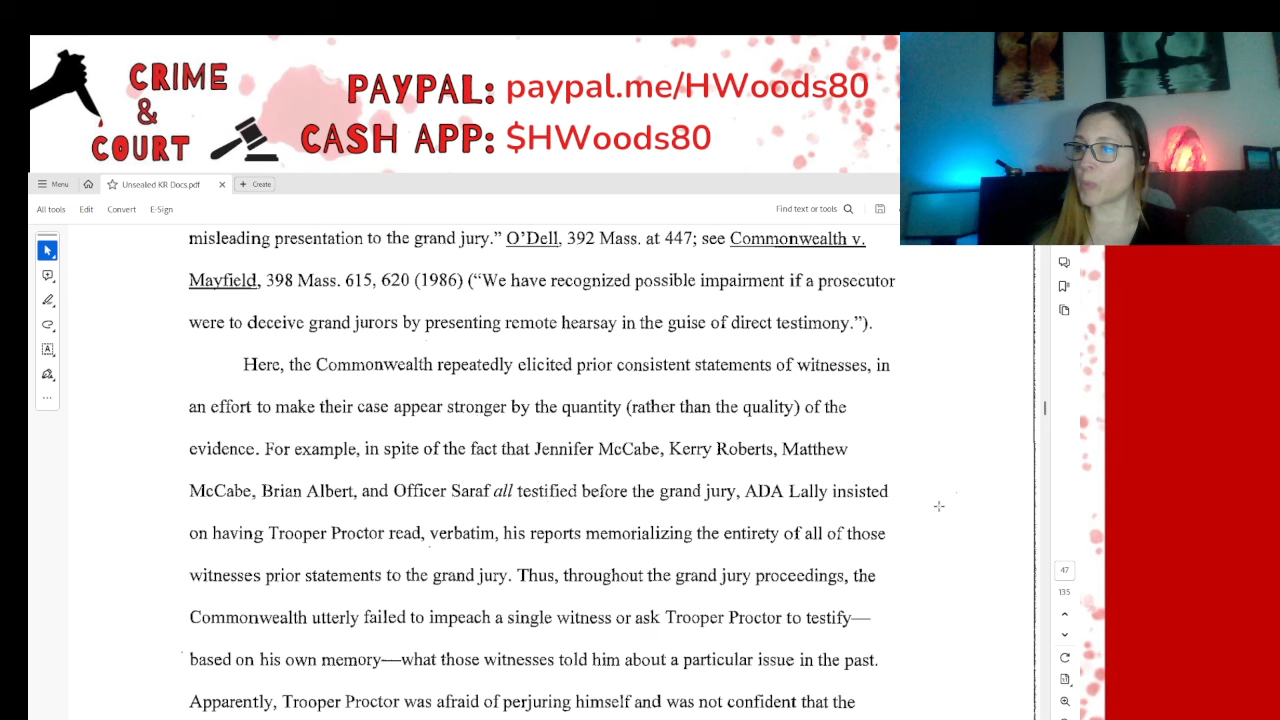 CRIME
&
COURT
PAYPAL: paypal.me/HWoods80
CASH APP: $HWoods80
Menu
Unsealed KR Docs.pdf
Create
All tools
Edit
Convert
E-Sign
Find text or tools
misleading presentation to the grand jury.” O’Dell, 392 Mass. at 447; see Commonwealth v.
Mayfield, 398 Mass. 615, 620 (1986) (“We have recognized possible impairment if a prosecutor
were to deceive grand jurors by presenting remote hearsay in the guise of direct testimony.”).
Here, the Commonwealth repeatedly elicited prior consistent statements of witnesses, in
an effort to make their case appear stronger by the quantity (rather than the quality) of the
evidence. For example, in spite of the fact that Jennifer McCabe, Kerry Roberts, Matthew
McCabe, Brian Albert, and Officer Saraf all testified before the grand jury, ADA Lally insisted
on having Trooper Proctor read, verbatim, his reports memorializing the entirety of all of those
witnesses prior statements to the grand jury. Thus, throughout the grand jury proceedings, the
Commonwealth utterly failed to impeach a single witness or ask Trooper Proctor to testify—
based on his own memory—what those witnesses told him about a particular issue in the past.
Apparently, Trooper Proctor was afraid of perjuring himself and was not confident that the
47
135